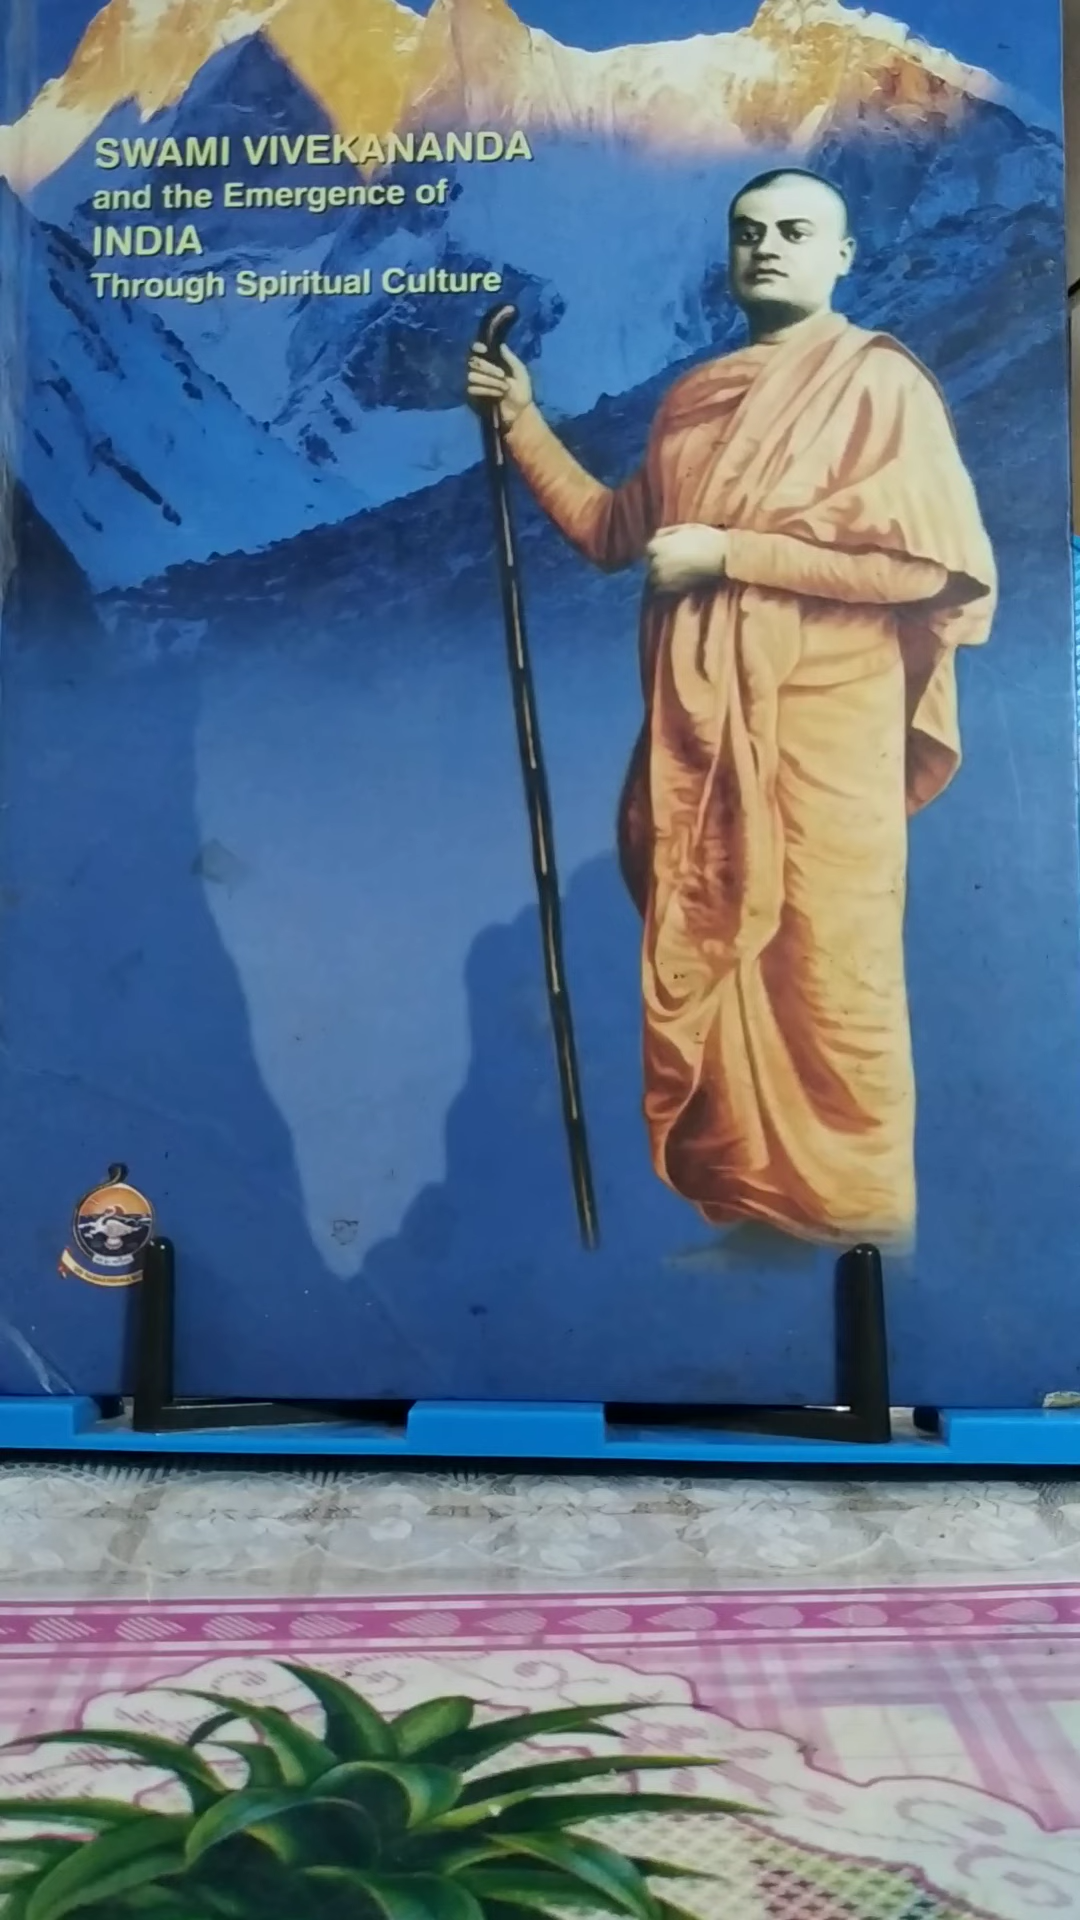 SWAMI VIVEKANANDA
and the Emergence of
INDIA
Through Spiritual Culture